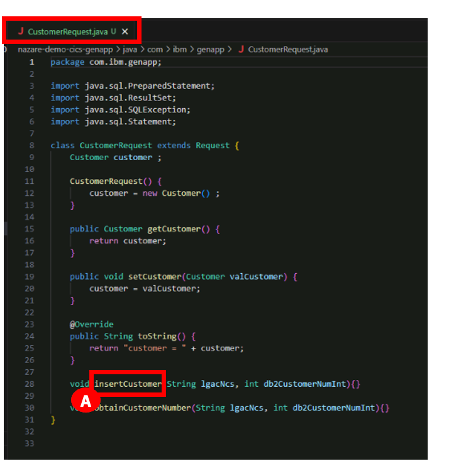 J CustomerRequest.java U ×
nazare-demo-cics-genapp > java > com > ibm > genapp > J CustomerRequest.java
1 package com.ibm.genapp;
2
3 import java.sql.PreparedStatement;
4 import java.sql.ResultSet;
5 import java.sql.SQLException;
6 import java.sql.Statement;
7
8 class CustomerRequest extends Request {
9 Customer customer ;
10
11 CustomerRequest() {
12 customer = new Customer() ;
13 }
14
15 public Customer getCustomer() {
16 return customer;
17 }
18
19 public void setCustomer(Customer valCustomer) {
20 customer = valCustomer;
21 }
22
23 @Override
24 public String toString() {
25 return "customer = " + customer;
26 }
27
28 void insertCustomer(String lgacNcs, int db2CustomerNumInt){}
29
A
30 obtainCustomerNumber(String lgacNcs, int db2CustomerNumInt){}
31 }
32
33